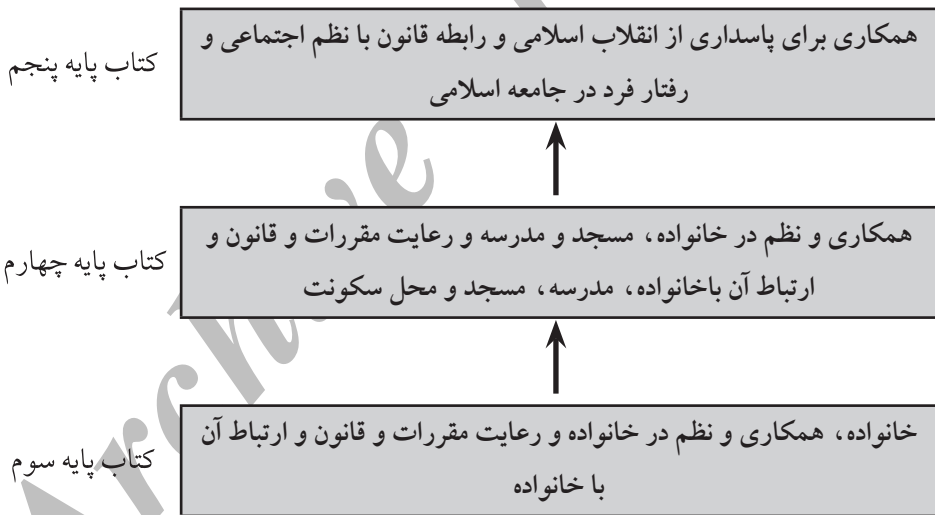 همکاری برای پاسداری از انقلاب اسلامی و رابطه قانون با نظم اجتماعی و
رفتار فرد در جامعه اسلامی
کتاب پایه پنجم
همکاری و نظم در خانواده، مسجد و مدرسه و رعایت مقررات و قانون و
ارتباط آن باخانواده، مدرسه، مسجد و محل سکونت
کتاب پایه چهارم
خانواده، همکاری و نظم در خانواده و رعایت مقررات و قانون و ارتباط آن
با خانواده
کتاب پایه سوم
Archive